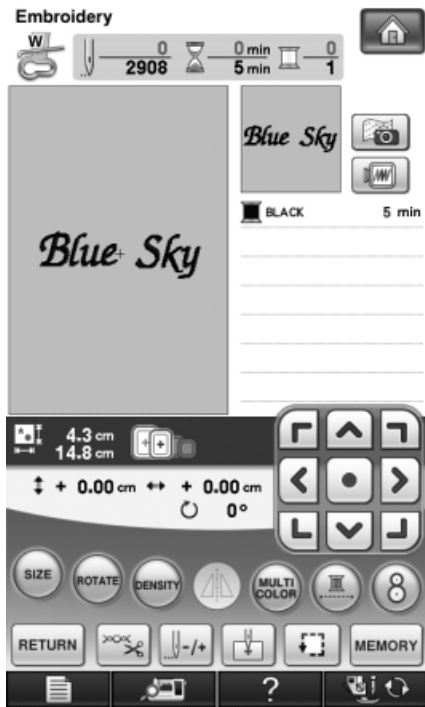 Embroidery
W
0 0 min 0
2908 5 min 1
Blue Sky
BLACK 5 min
Blue Sky
4.3 cm
14.8 cm
+ 0.00 cm + 0.00 cm
0°
SIZE ROTATE DENSITY MULTI COLOR 8
RETURN -/+ MEMORY
?